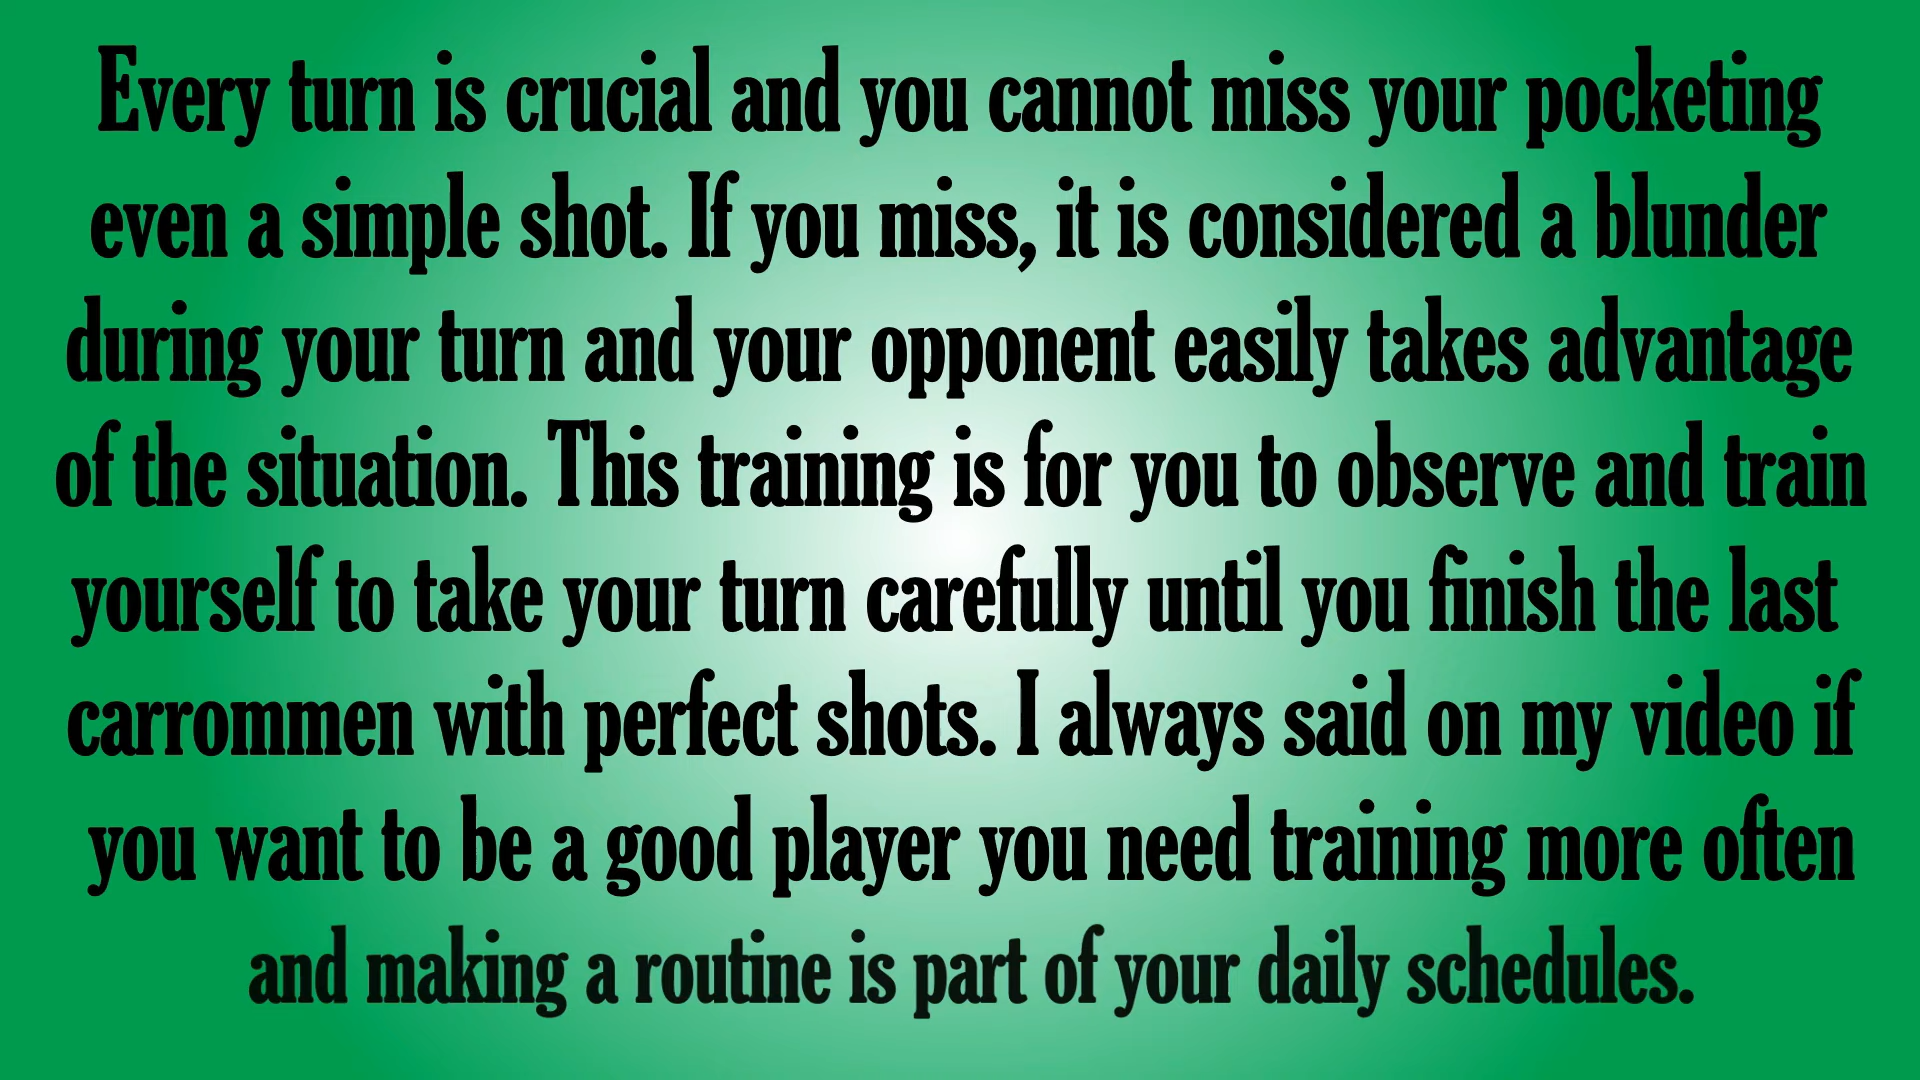 Every turn is crucial and you cannot miss your pocketing
even a simple shot. If you miss, it is considered a blunder
during your turn and your opponent easily takes advantage
of the situation. This training is for you to observe and train
yourself to take your turn carefully until you finish the last
carrommen with perfect shots. I always said on my video if
you want to be a good player you need training more often
and making a routine is part of your daily schedules.